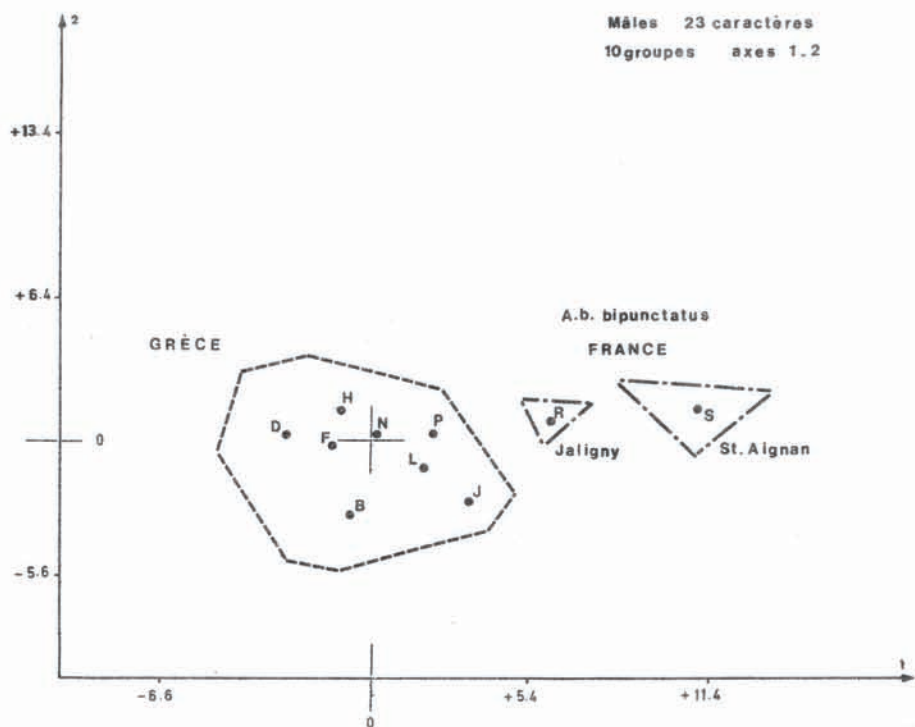 2
Mâles 23 caractères
10 groupes axes 1.2
+13.4
+6.4
A.b. bipunctatus
GRÈCE
FRANCE
H
D
N
P
R
S
F
0
Jaligny
St. Aignan
L
J
B
-5.6
1
-6.6
0
+5.4
+11.4